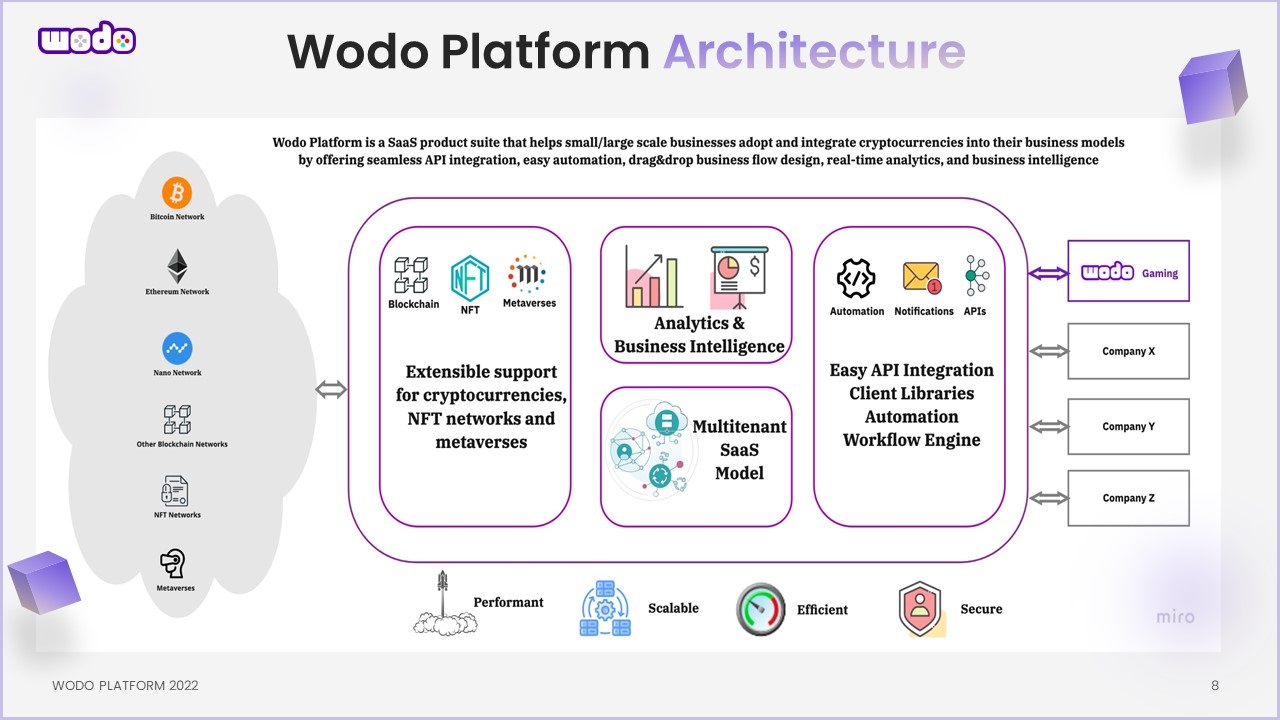 wodo
Wodo Platform Architecture
Wodo Platform is a SaaS product suite that helps small/large scale businesses adopt and integrate cryptocurrencies into their business models
by offering seamless API integration, easy automation, drag&drop business flow design, real-time analytics, and business intelligence
Bitcoin Network
Ethereum Network
Nano Network
Other Blockchain Networks
NFT Networks
Metaverses
Blockchain
NFT
NFT
m
Metaverses
Extensible support
for cryptocurrencies,
NFT networks and
metaverses
$
Analytics &
Business Intelligence
Multitenant
SaaS
Model
Automation
1
Notifications
APIs
Easy API Integration
Client Libraries
Automation
Workflow Engine
wodo Gaming
Company X
Company Y
Company Z
Performant
Scalable
Efficient
Secure
miro
WODO PLATFORM 2022
8